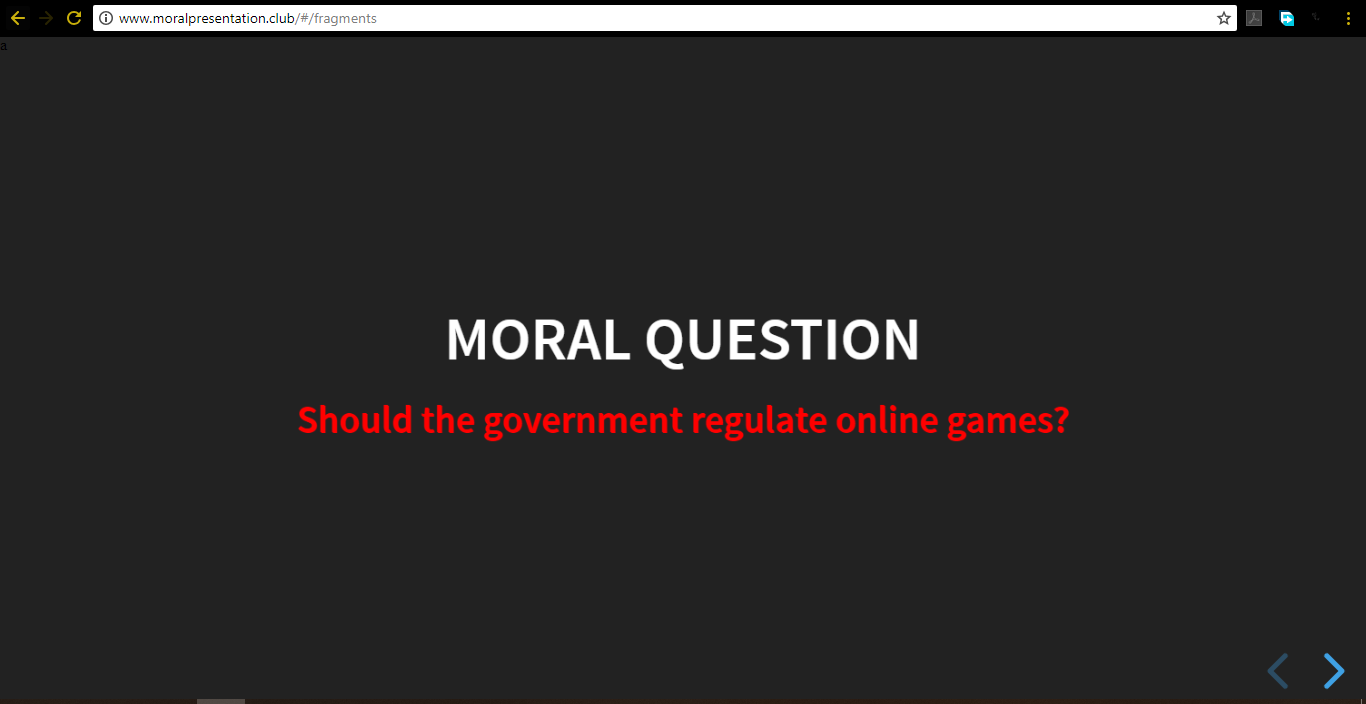 www.moralpresentation.club/#/fragments
a
MORAL QUESTION
Should the government regulate online games?